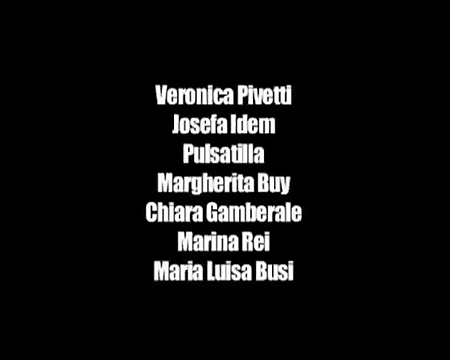 Veronica Pivetti
Josefa Idem
Pulsatilla
Margherita Buy
Chiara Gamberale
Marina Rei
Maria Luisa Busi